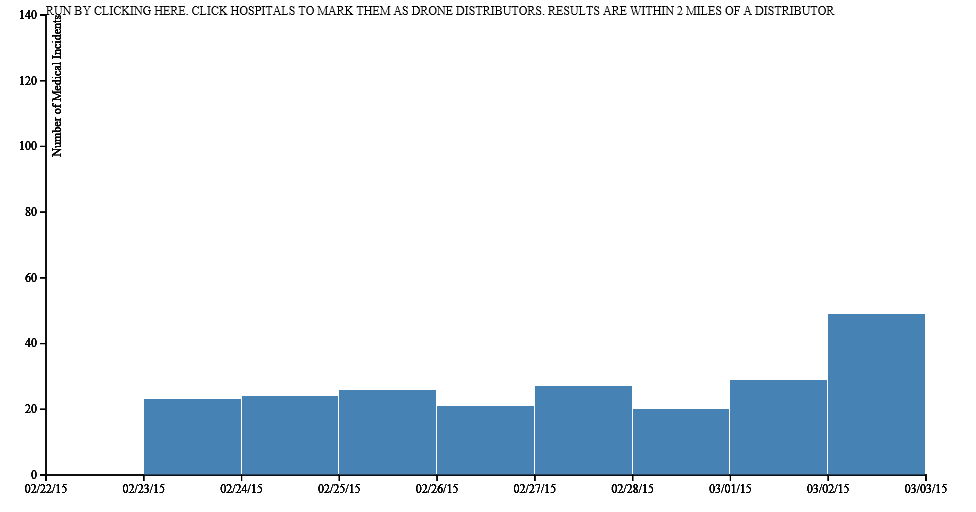 RUN BY CLICKING HERE. CLICK HOSPITALS TO MARK THEM AS DRONE DISTRIBUTORS. RESULTS ARE WITHIN 2 MILES OF A DISTRIBUTOR
Number of Medical Incidents
140
120
100
80
60
40
20
0
02/22/15 02/23/15 02/24/15 02/25/15 02/26/15 02/27/15 02/28/15 03/01/15 03/02/15 03/03/15